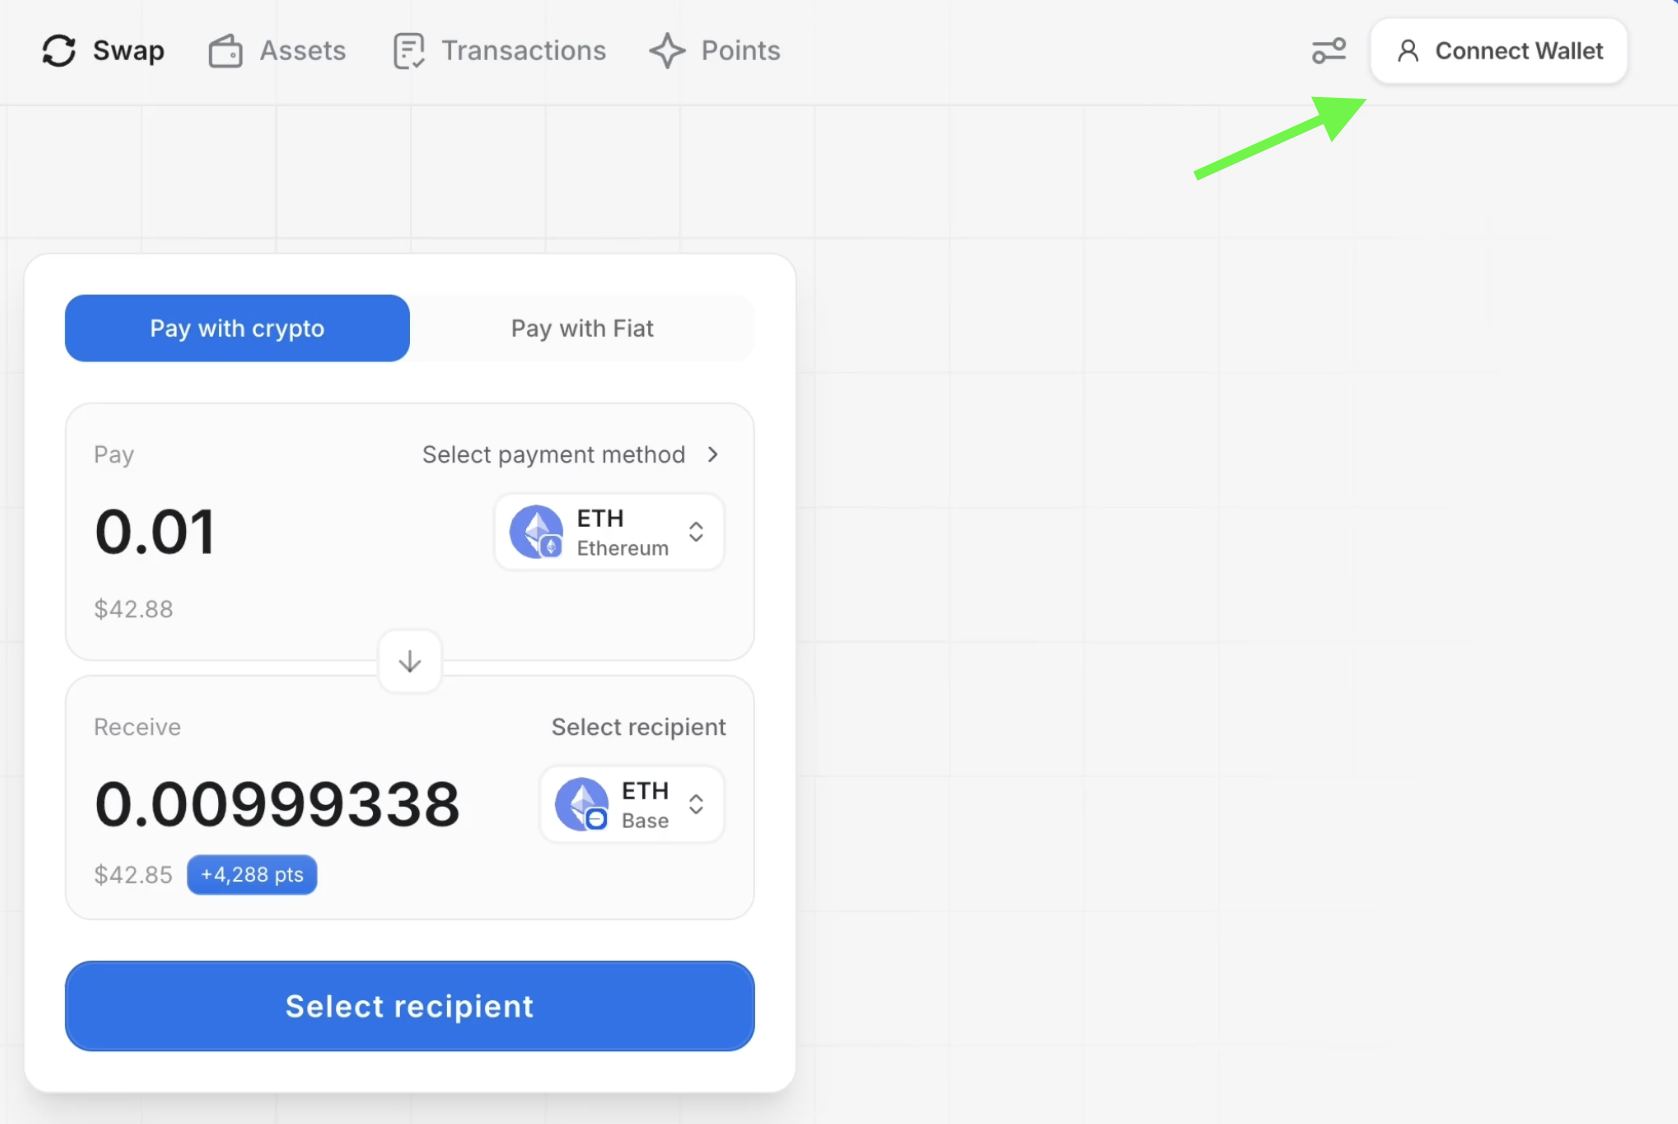 Swap Assets Transactions Points Connect Wallet
Pay with crypto Pay with Fiat
Pay Select payment method
0.01 ETH
Ethereum
$42.88
Receive Select recipient
0.00999338 ETH
Base
$42.85 +4,288 pts
Select recipient